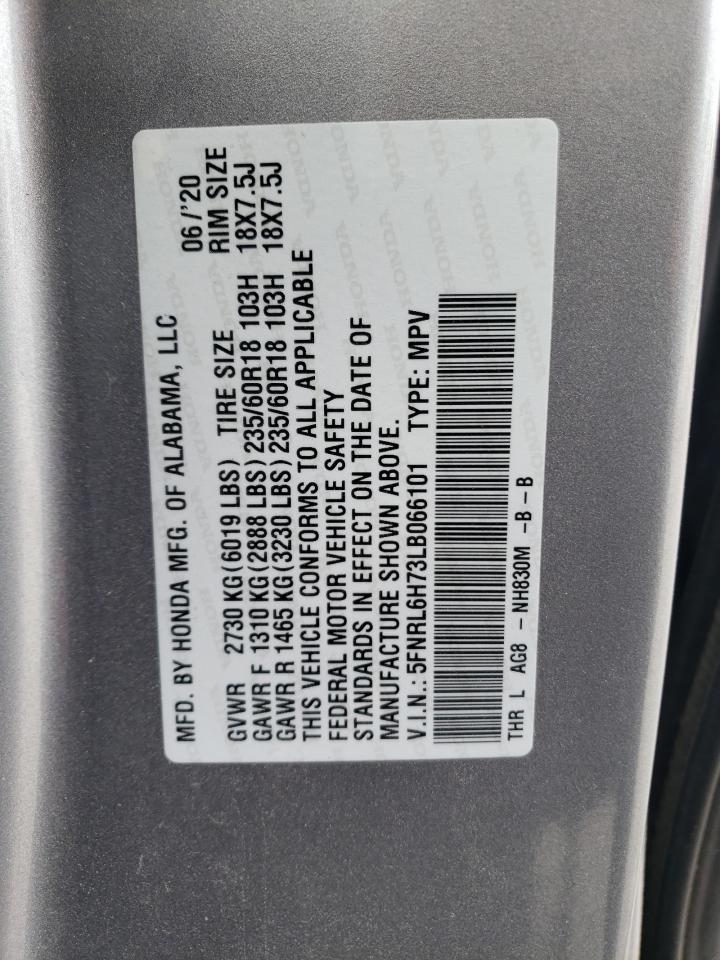 MFD. BY HONDA MFG. OF ALABAMA, LLC 06/'20
GVWR 2730 KG(6019 LBS) TIRE SIZE RIM SIZE
GAWR F 1310 KG(2888 LBS) 235/60R18 103H 18X7.5J
GAWR R 1465 KG(3230 LBS) 235/60R18 103H 18X7.5J
THIS VEHICLE CONFORMS TO ALL APPLICABLE
FEDERAL MOTOR VEHICLE SAFETY
STANDARDS IN EFFECT ON THE DATE OF
MANUFACTURE SHOWN ABOVE.
V.I.N.: 5FNRL6H73LB066101 TYPE: MPV
THR L AG8 - NH830M -B-B